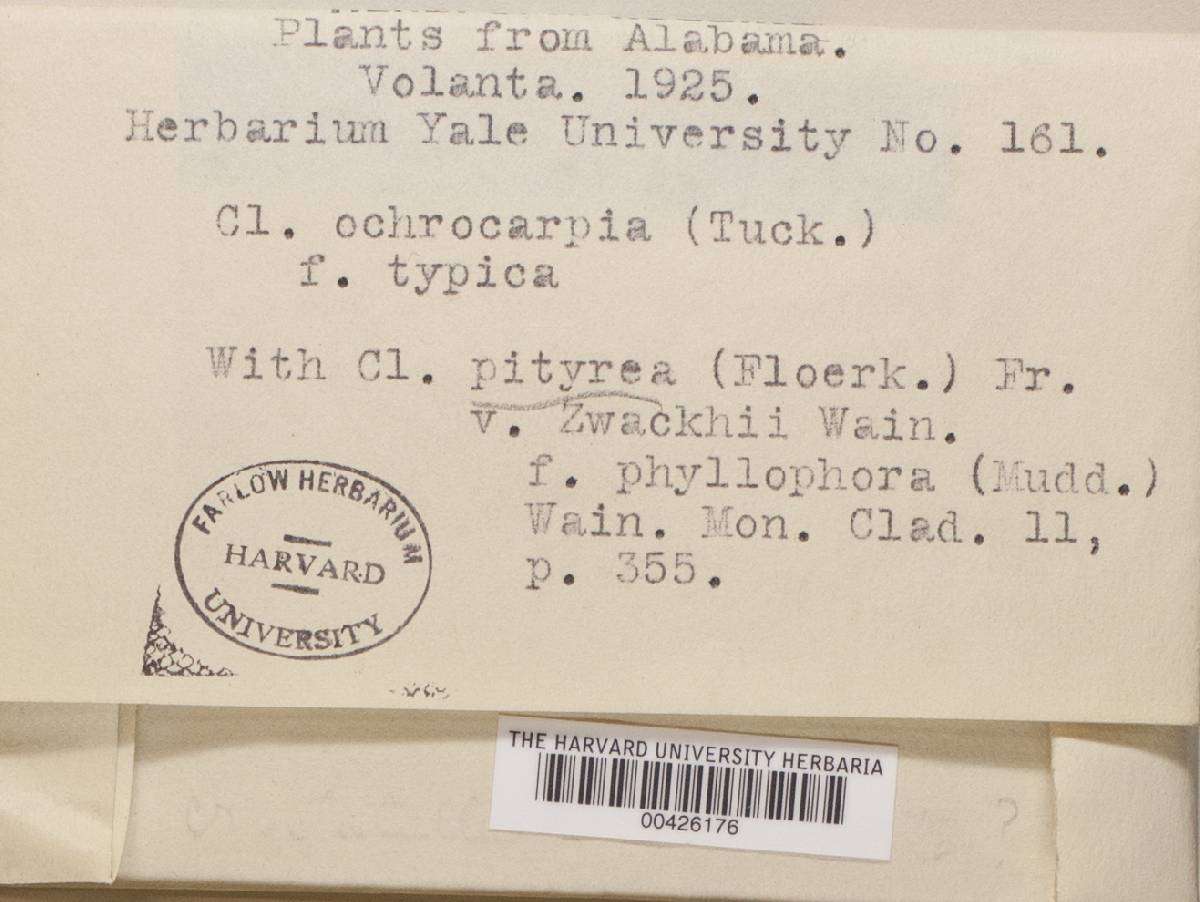 Plants from Alabama.
Volanta. 1925.
Herbarium Yale University No. 161.
Cl. ochrocarpia (Tuck.)
f. typica
With Cl. pityrea (Floerk.) Fr.
v. Zwackhii Wain.
f. phyllophora (Mudd.)
Wain. Mon. Clad. 11,
p. 355.
FARLOW HERBARIUM
HARVARD
UNIVERSITY
THE HARVARD UNIVERSITY HERBARIA
00426176